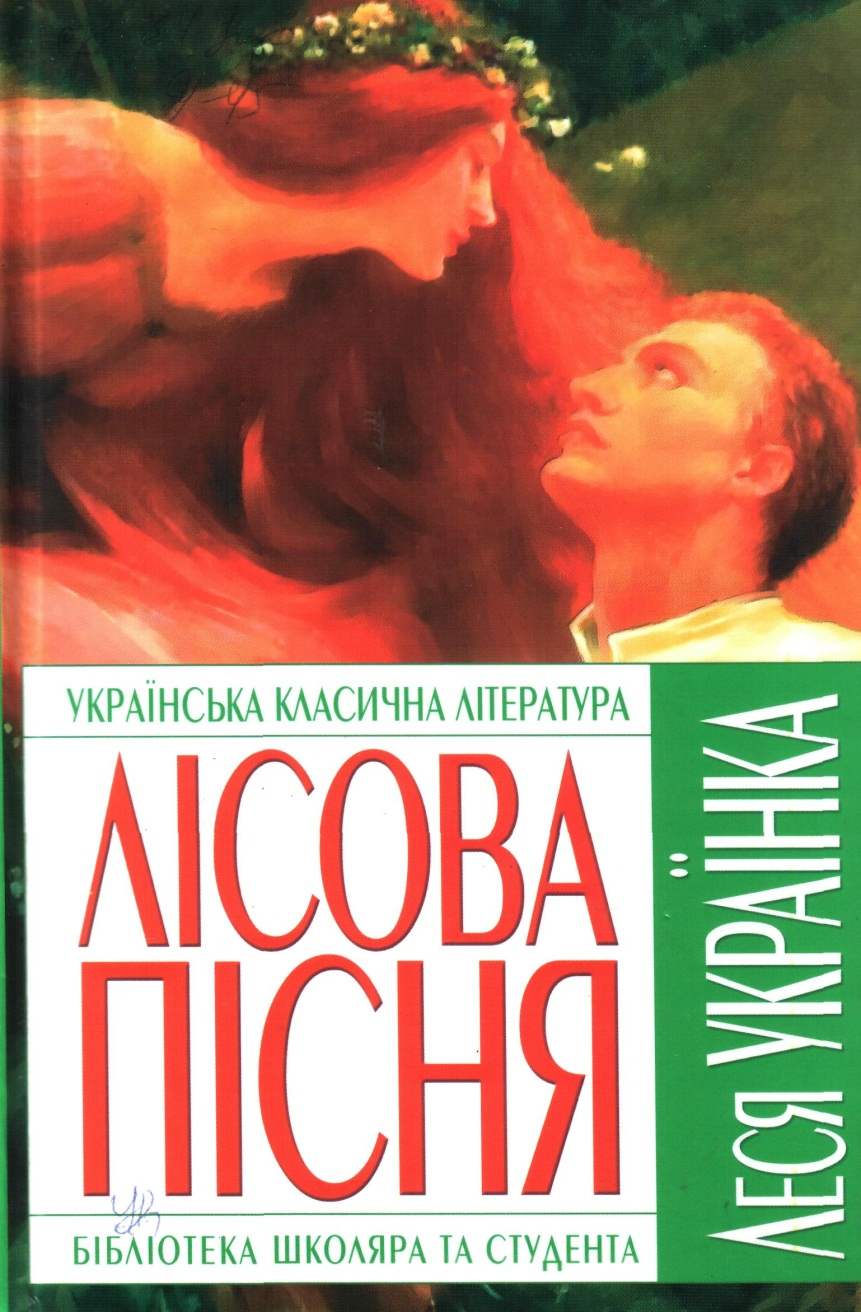 УКРАЇНСЬКА КЛАСИЧНА ЛІТЕРАТУРА
ЛІСОВА
ПІСНЯ
БІБЛІОТЕКА ШКОЛЯРА ТА СТУДЕНТА
ЛЕСЯ УКРАЇНКА